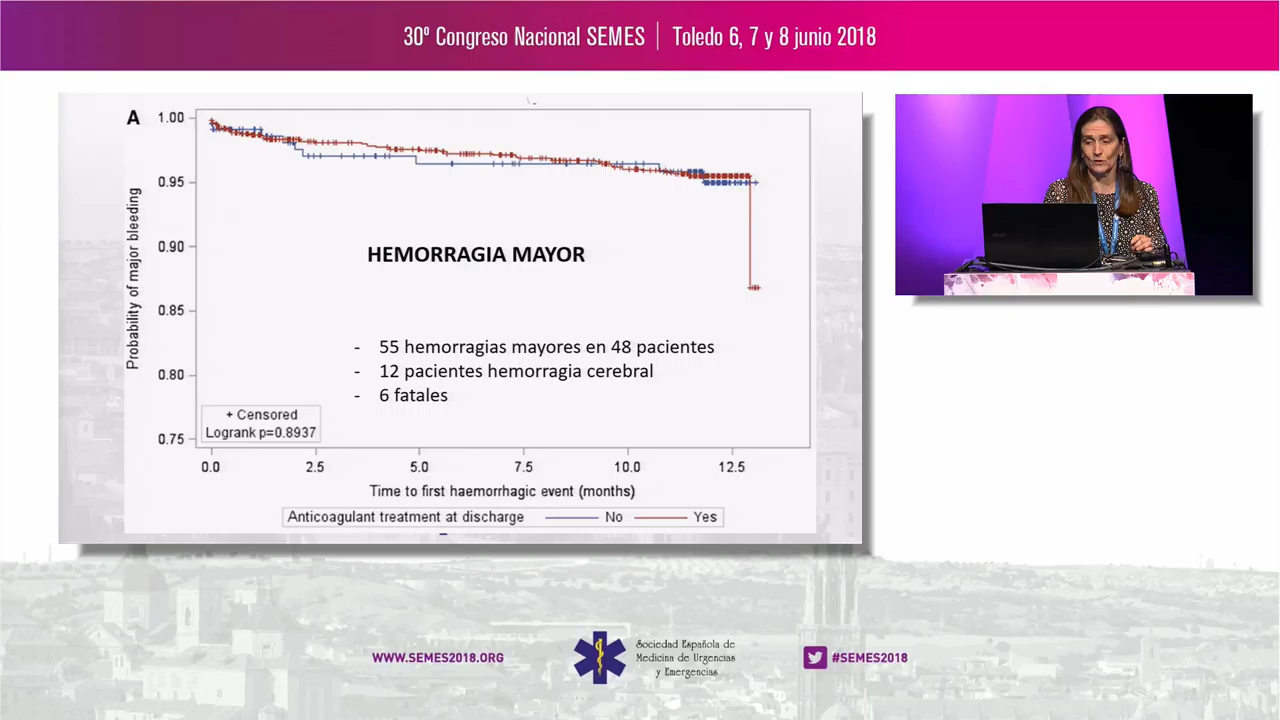 30º Congreso Nacional SEMES | Toledo 6, 7 y 8 junio 2018
A
1.00
0.95
0.90
0.85
0.80
0.75
Probability of major bleeding
HEMORRAGIA MAYOR
- 55 hemorragias mayores en 48 pacientes
- 12 pacientes hemorragia cerebral
- 6 fatales
+ Censored
Logrank p=0.8937
0.0 2.5 5.0 7.5 10.0 12.5
Time to first haemorrhagic event (months)
Anticoagulant treatment at discharge No Yes
WWW.SEMES2018.ORG
Sociedad Española de
Medicina de Urgencias
y Emergencias
#SEMES2018